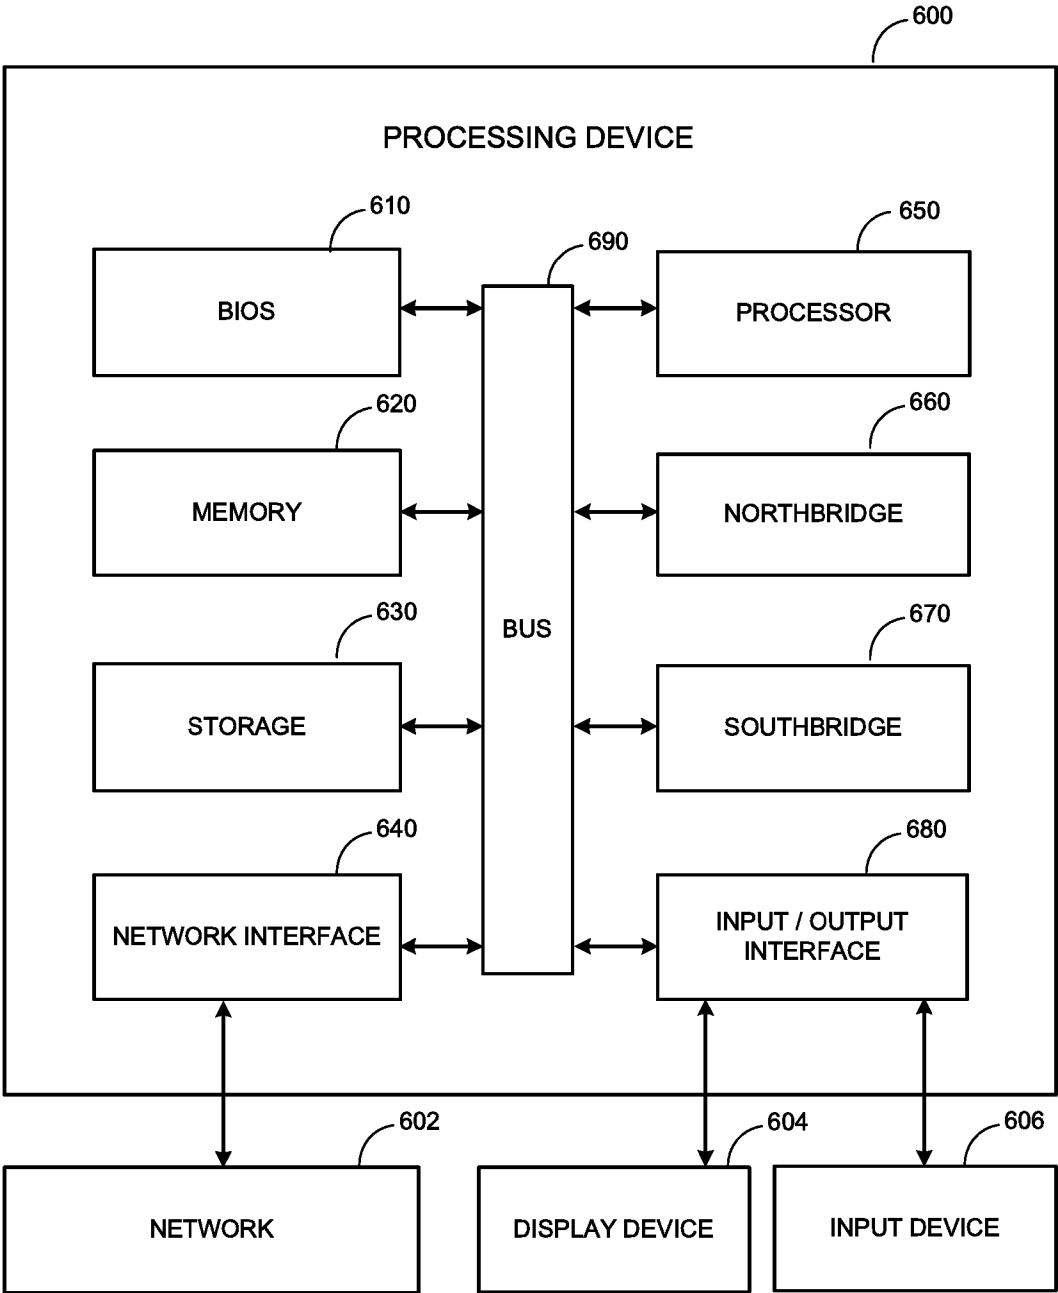 600
PROCESSING DEVICE
610
650
690
BIOS
PROCESSOR
620
660
MEMORY
NORTHBRIDGE
630
670
BUS
STORAGE
SOUTHBRIDGE
640
680
NETWORK INTERFACE
INPUT / OUTPUT
INTERFACE
602
604
606
NETWORK
DISPLAY DEVICE
INPUT DEVICE